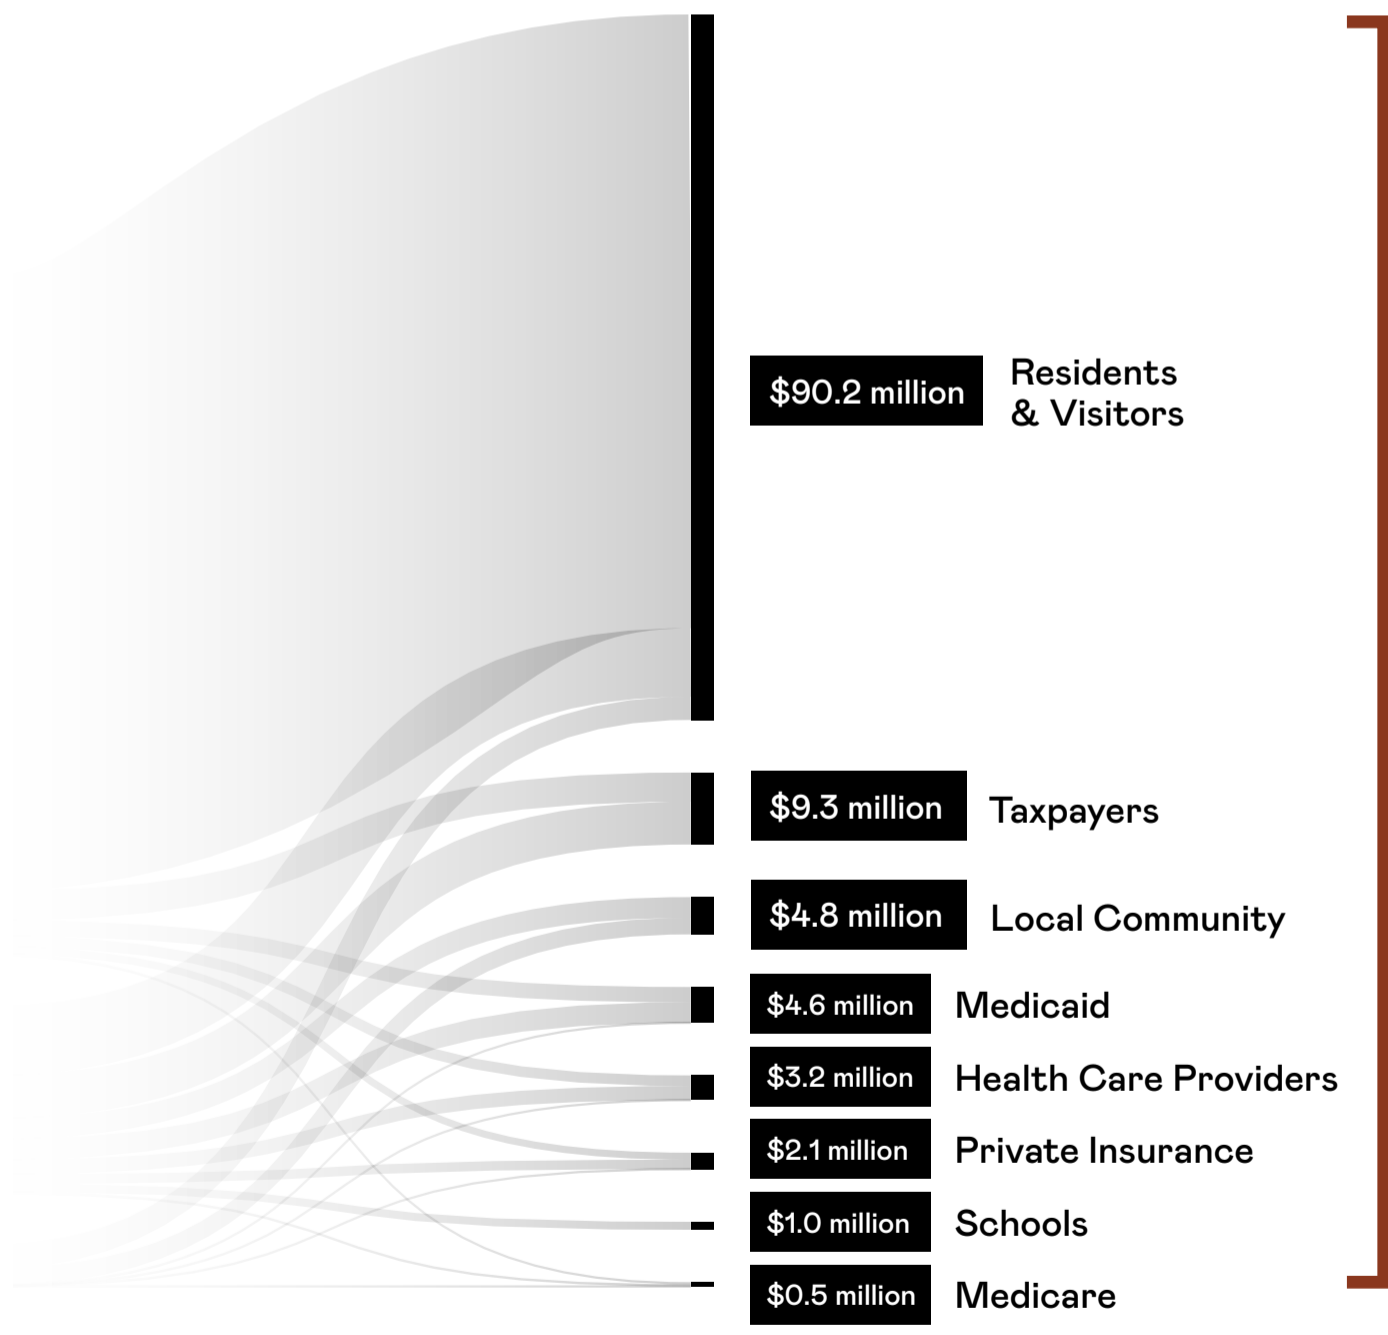 $90.2 million
Residents
& Visitors
$9.3 million
Taxpayers
$4.8 million
Local Community
$4.6 million
Medicaid
$3.2 million
Health Care Providers
$2.1 million
Private Insurance
$1.0 million
Schools
$0.5 million
Medicare